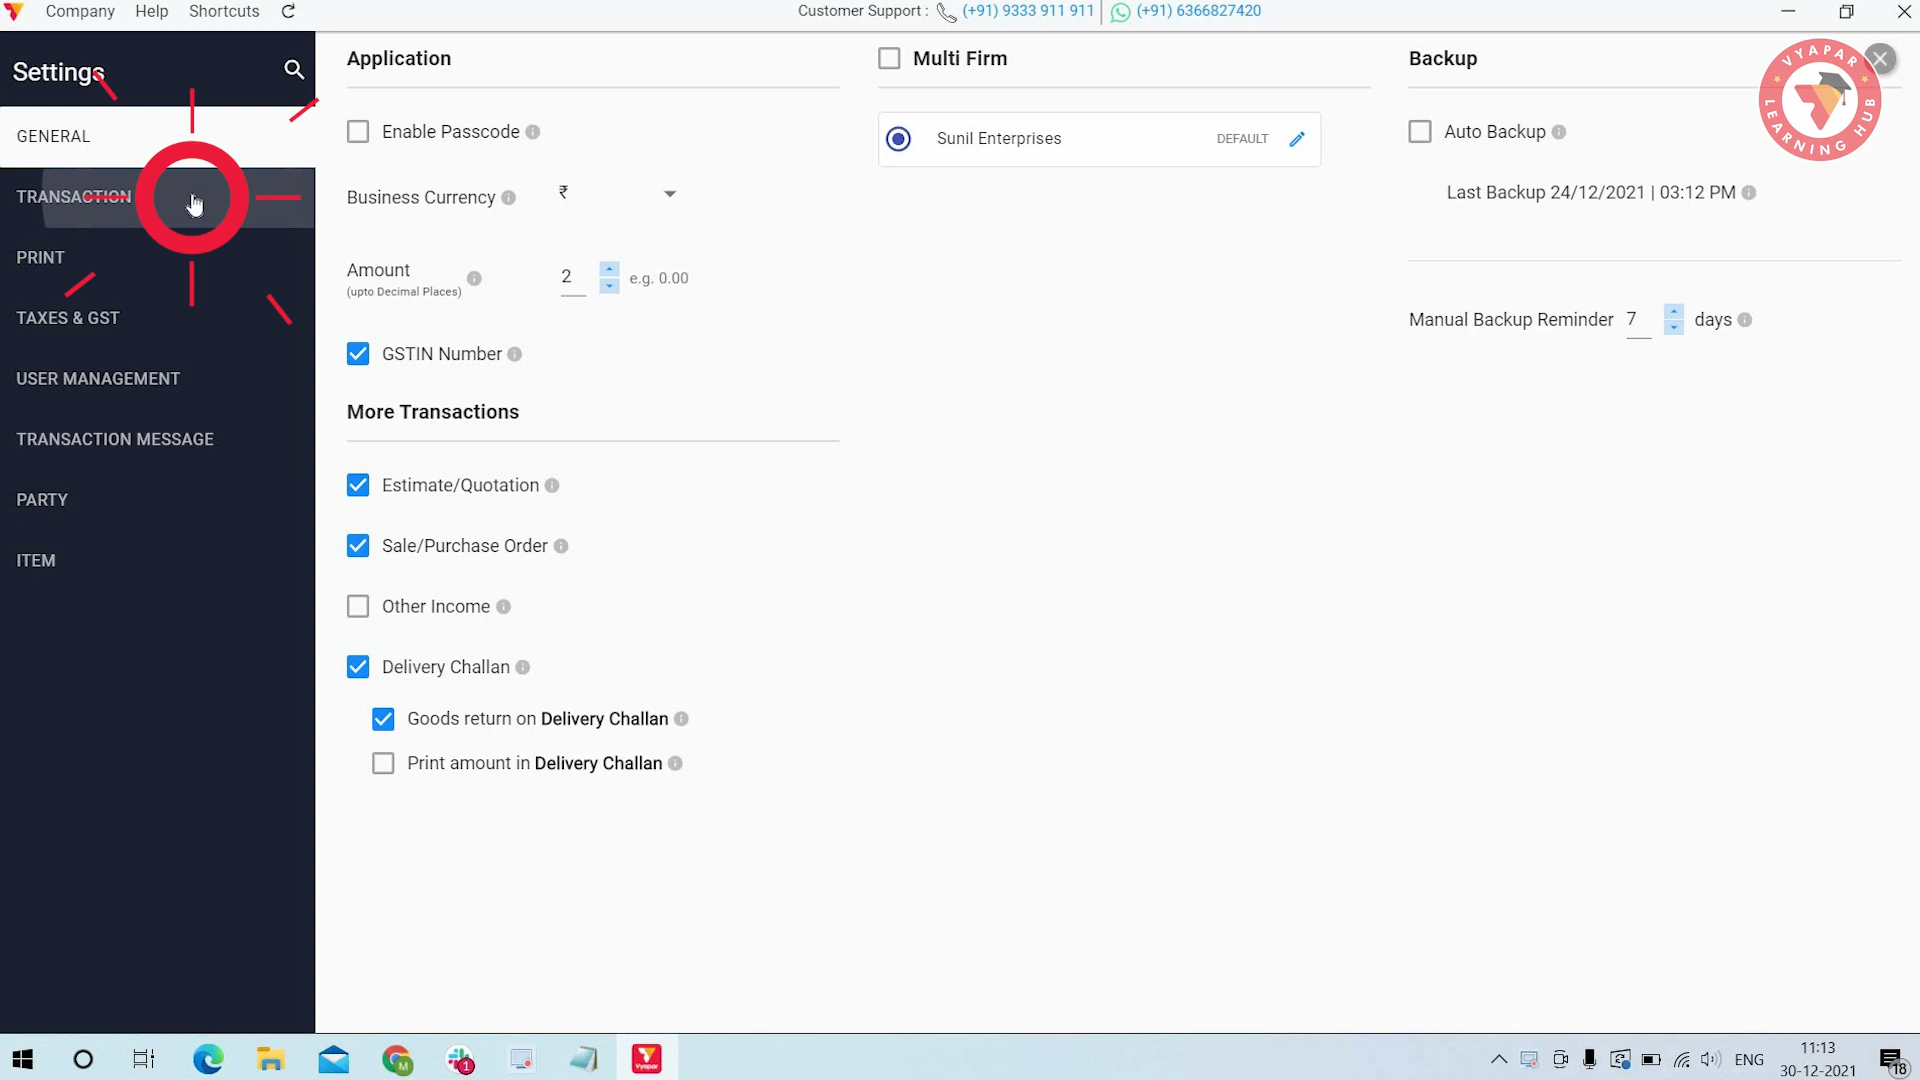 Company Help Shortcuts
Customer Support : (+91) 9333 911 911 (+91) 6366827420
Settings
GENERAL
TRANSACTION
PRINT
TAXES & GST
USER MANAGEMENT
TRANSACTION MESSAGE
PARTY
ITEM
Application
Enable Passcode
Business Currency ₹
Amount
(upto Decimal Places)
2 e.g. 0.00
GSTIN Number
More Transactions
Estimate/Quotation
Sale/Purchase Order
Other Income
Delivery Challan
Goods return on Delivery Challan
Print amount in Delivery Challan
Multi Firm
Sunil Enterprises DEFAULT
Backup
Auto Backup
Last Backup 24/12/2021 | 03:12 PM
Manual Backup Reminder 7 days
VYAPAR
LEARNING HUB
M
1
Vyapar
ENG
11:13
30-12-2021
18